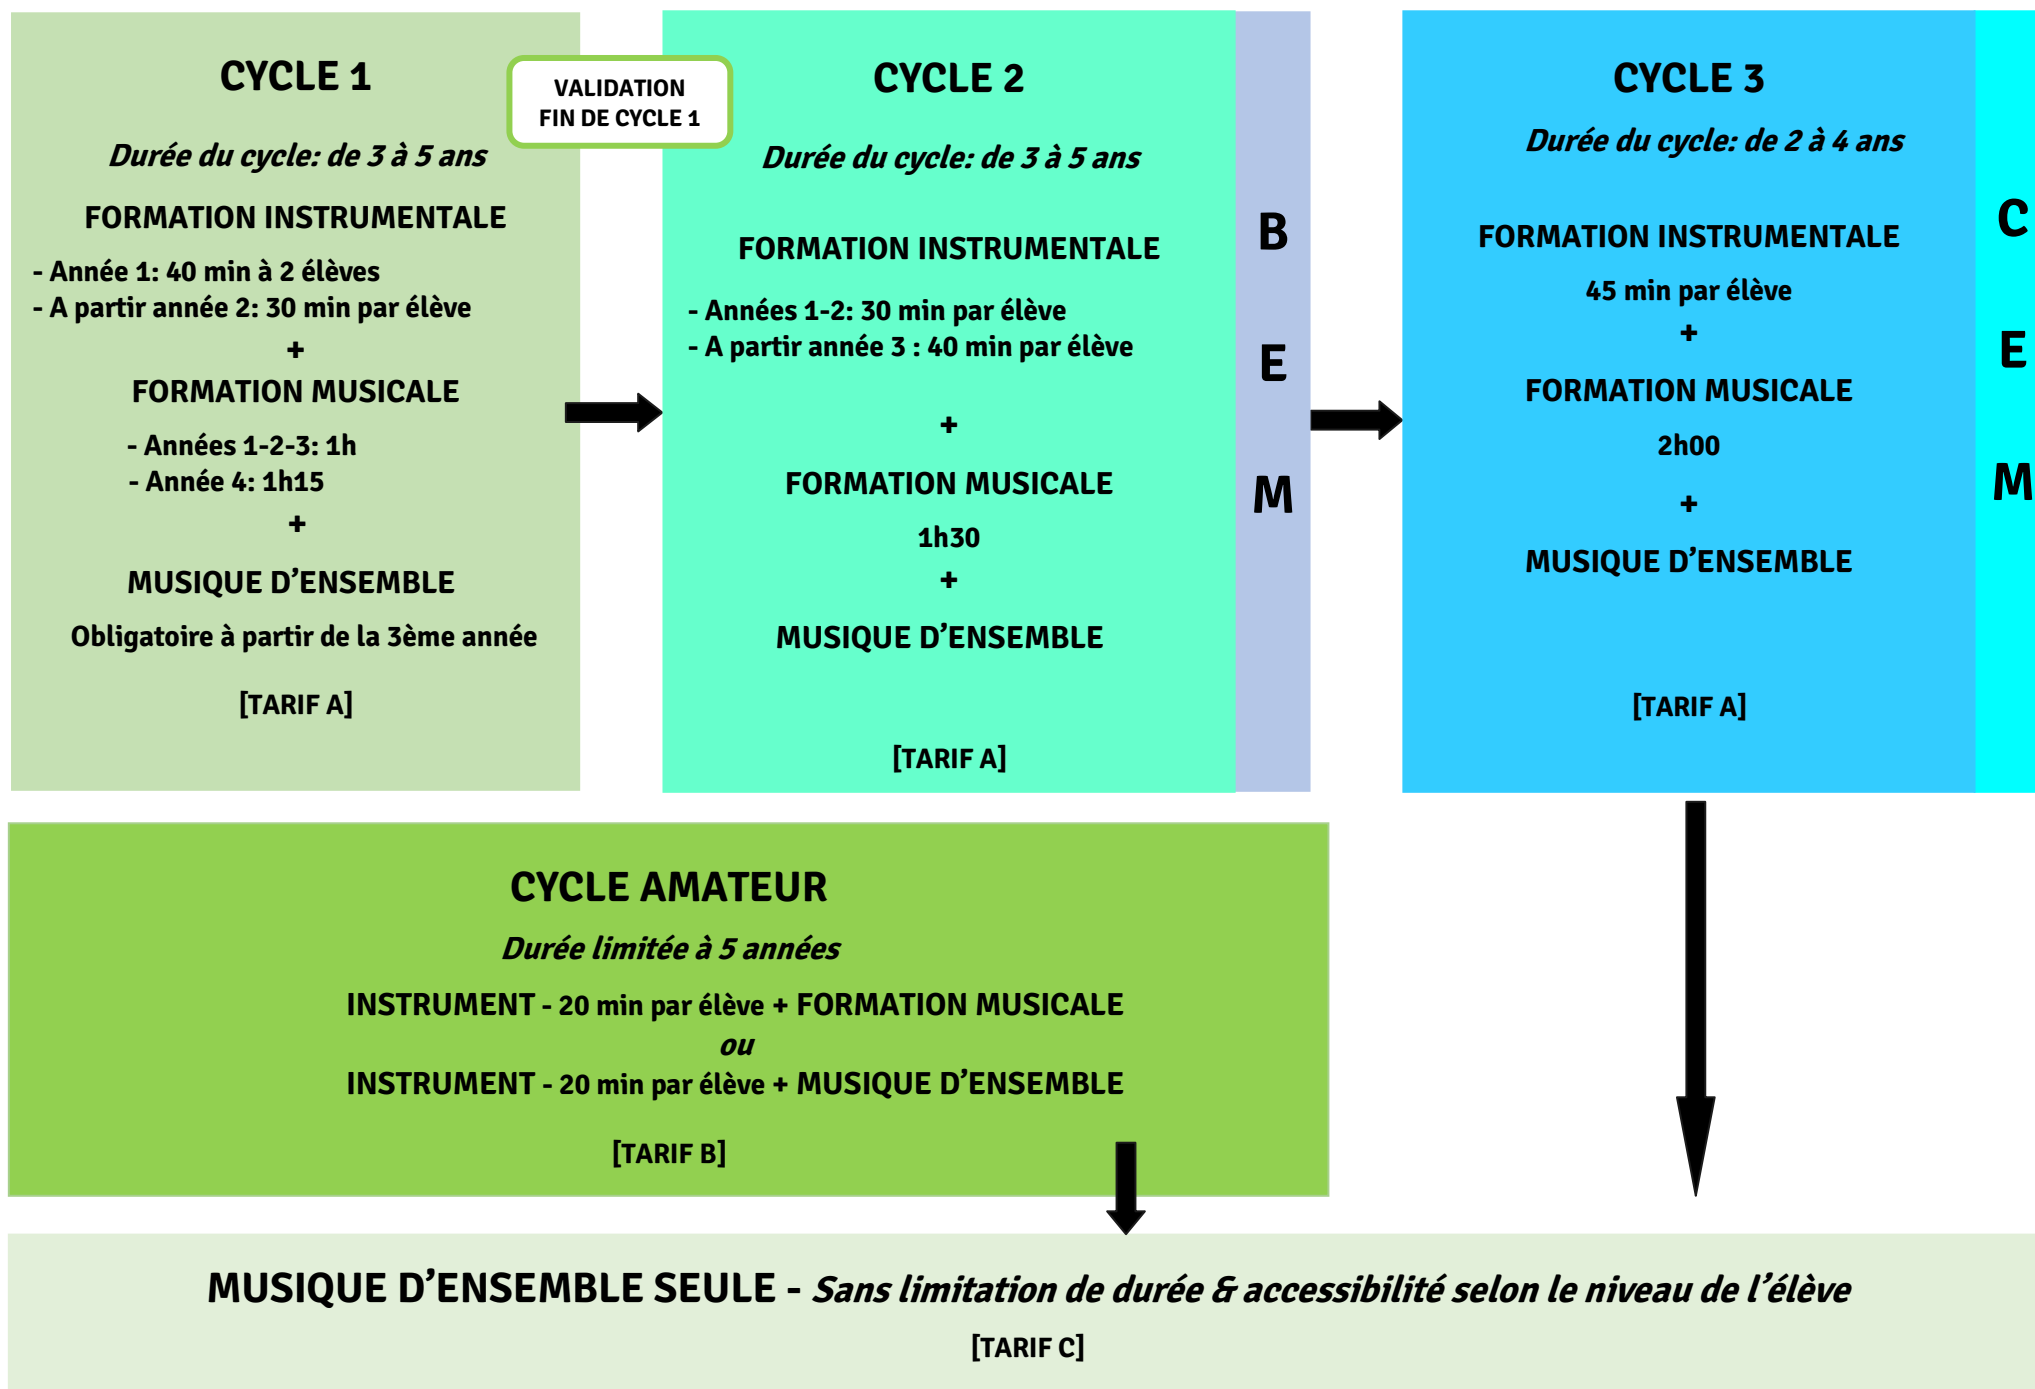 CYCLE 1
Durée du cycle: de 3 à 5 ans
FORMATION INSTRUMENTALE
- Année 1: 40 min à 2 élèves
- A partir année 2: 30 min par élève
+
FORMATION MUSICALE
- Années 1-2-3: 1h
- Année 4: 1h15
+
MUSIQUE D’ENSEMBLE
Obligatoire à partir de la 3ème année
[TARIF A]
VALIDATION
FIN DE CYCLE 1
CYCLE 2
Durée du cycle: de 3 à 5 ans
FORMATION INSTRUMENTALE
- Années 1-2: 30 min par élève
- A partir année 3 : 40 min par élève
+
FORMATION MUSICALE
1h30
+
MUSIQUE D’ENSEMBLE
[TARIF A]
B
E
M
CYCLE 3
Durée du cycle: de 2 à 4 ans
FORMATION INSTRUMENTALE
45 min par élève
+
FORMATION MUSICALE
2h00
+
MUSIQUE D’ENSEMBLE
[TARIF A]
C
E
M
CYCLE AMATEUR
Durée limitée à 5 années
INSTRUMENT - 20 min par élève + FORMATION MUSICALE
ou
INSTRUMENT - 20 min par élève + MUSIQUE D’ENSEMBLE
[TARIF B]
MUSIQUE D’ENSEMBLE SEULE - Sans limitation de durée & accessibilité selon le niveau de l’élève
[TARIF C]